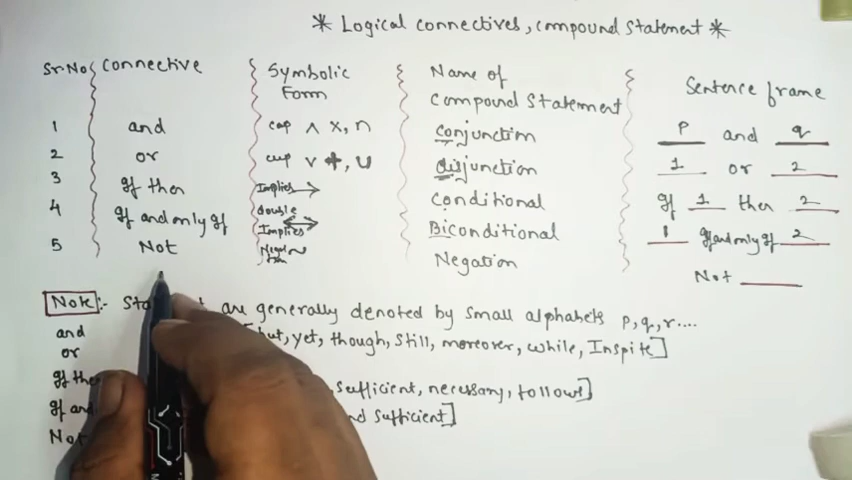 * Logical connectives, compound statement *
Sr.No Connective Symbolic Form Name of compound statement Sentence frame
1 and cap ∧ x, n conjunction P and q
2 or cup ∨ +, ∪ disjunction 1 or 2
3 If then Implies → Conditional If 1 then 2
4 If and only if double Implies ↔ Biconditional 1 If and only if 2
5 Not Negation Not
Note:- are generally denoted by small alphabets p, q, r....
and but, yet, though, still, moreover, while, Inspite]
or
If then sufficient, necessary, follows]
If and nd sufficient]
Not